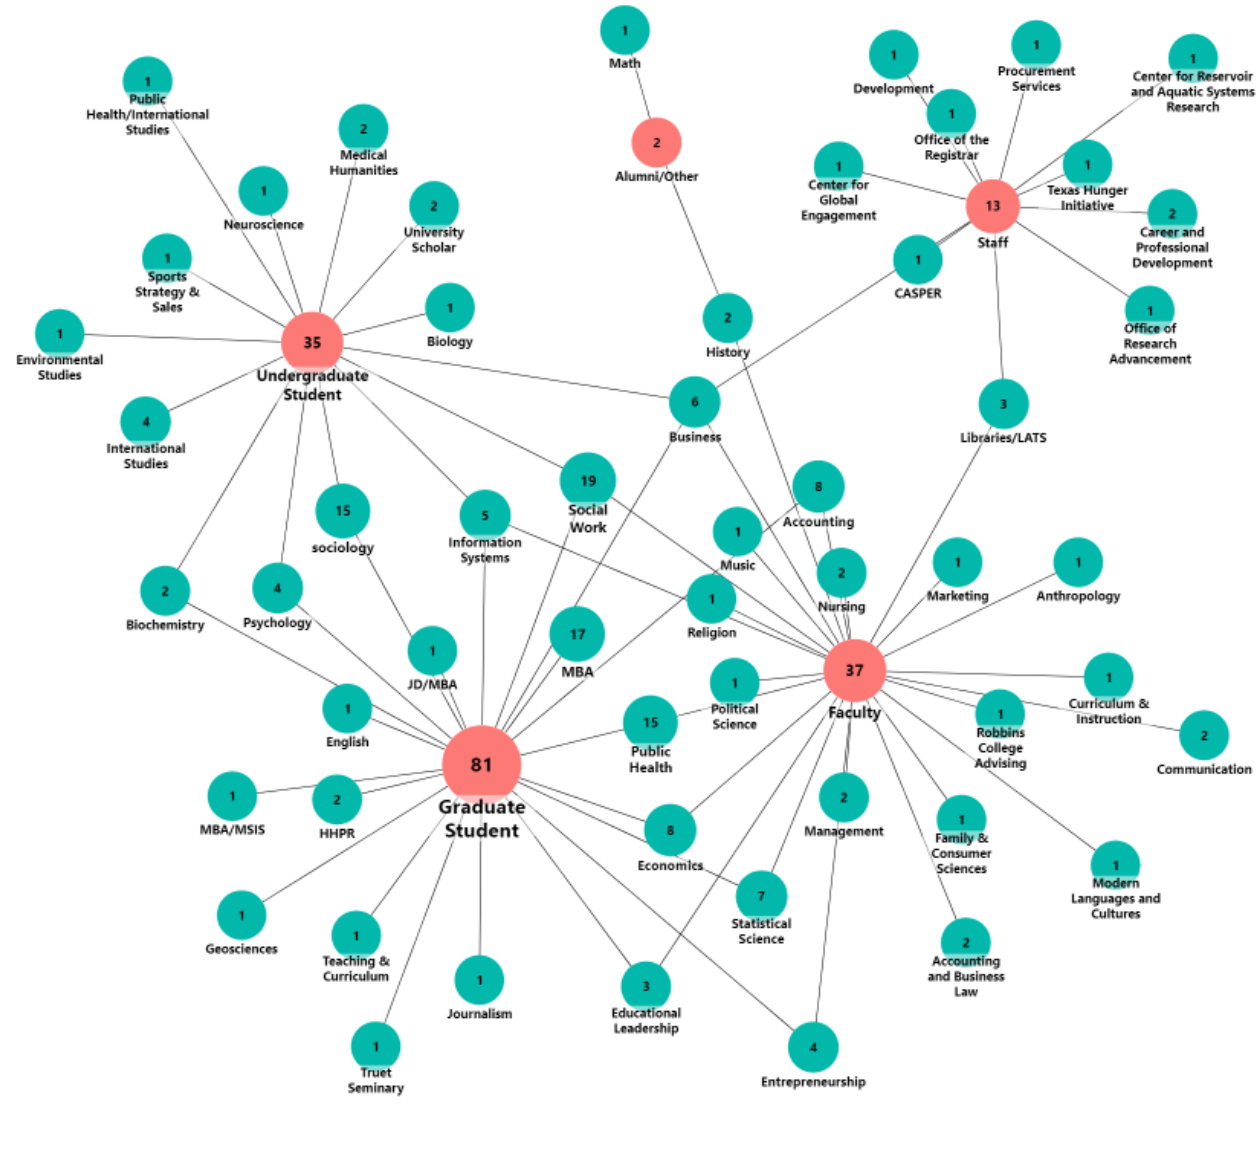 1
Math
1
Development
1
Procurement
Services
1
Center for Reservoir
and Aquatic Systems
Research
1
Public
Health/International
Studies
2
Medical
Humanities
1
Office of the
Registrar
2
Alumni/Other
1
Center for
Global
Engagement
1
Texas Hunger
Initiative
1
Neuroscience
2
University
Scholar
13
Staff
2
Career and
Professional
Development
1
Sports
Strategy &
Sales
1
CASPER
1
Biology
1
Office of
Research
Advancement
1
Environmental
Studies
35
Undergraduate
Student
2
History
4
International
Studies
6
Business
3
Libraries/LATS
15
sociology
5
Information
Systems
19
Social
Work
8
Accounting
1
Music
2
Nursing
1
Marketing
1
Anthropology
2
Biochemistry
4
Psychology
1
Religion
1
JD/MBA
17
MBA
37
Faculty
1
Political
Science
1
Curriculum &
Instruction
1
English
15
Public
Health
1
Robbins
College
Advising
2
Communication
81
Graduate
Student
1
MBA/MSIS
2
HHPR
8
Economics
2
Management
1
Family &
Consumer
Sciences
1
Modern
Languages and
Cultures
1
Geosciences
1
Teaching &
Curriculum
7
Statistical
Science
2
Accounting
and Business
Law
1
Journalism
3
Educational
Leadership
1
Truet
Seminary
4
Entrepreneurship